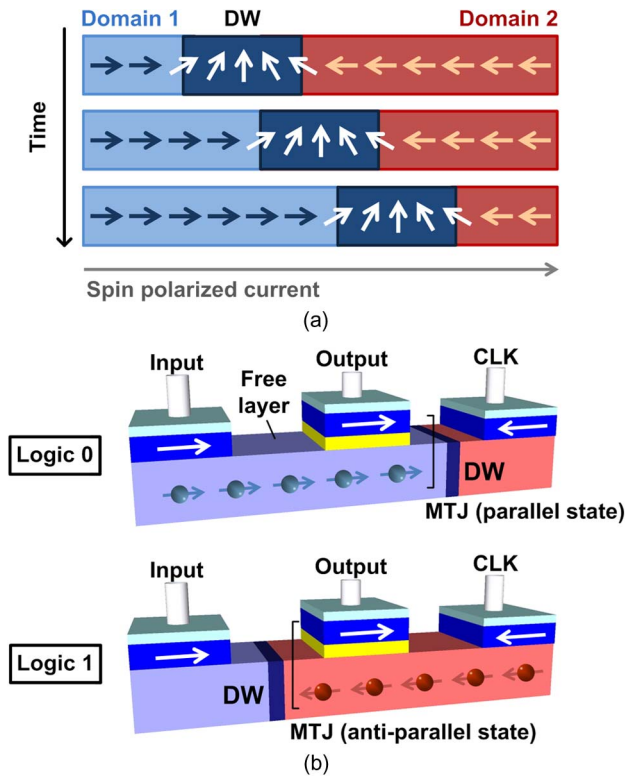 Domain 1 DW Domain 2
Time
Spin polarized current
(a)
Input Output CLK
Free
layer
Logic 0
DW
MTJ (parallel state)
Input Output CLK
Logic 1
DW
MTJ (anti-parallel state)
(b)